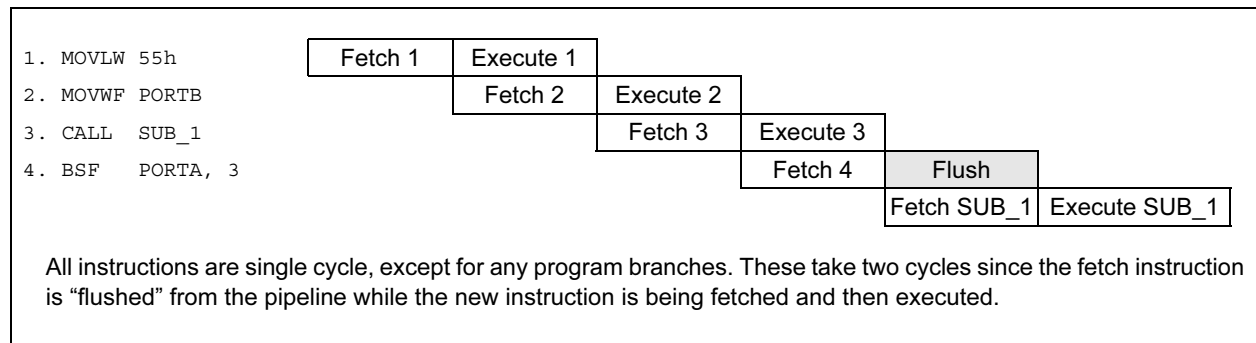 1. MOVLW 55h Fetch 1 Execute 1
2. MOVWF PORTB Fetch 2 Execute 2
3. CALL SUB_1 Fetch 3 Execute 3
4. BSF PORTA, 3 Fetch 4 Flush
Fetch SUB_1 Execute SUB_1
All instructions are single cycle, except for any program branches. These take two cycles since the fetch instruction
is “flushed” from the pipeline while the new instruction is being fetched and then executed.